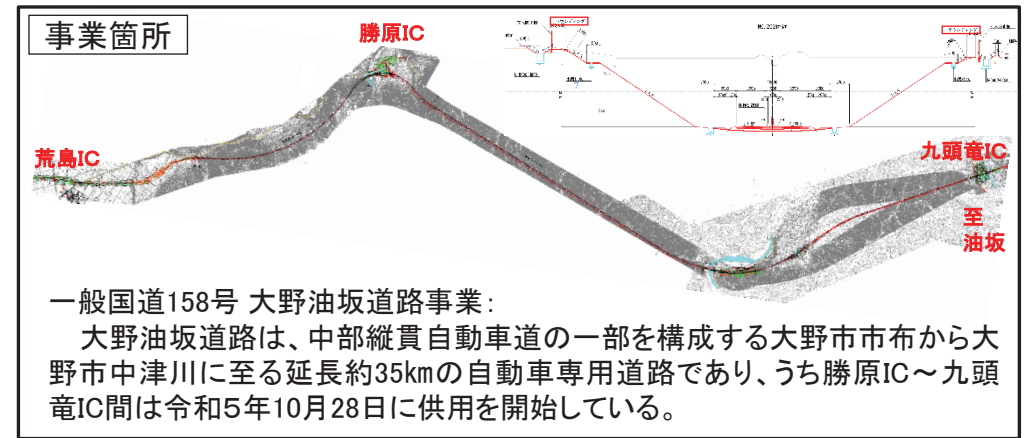 事業箇所
勝原IC
荒島IC
九頭竜IC
至
油坂
一般国道158号 大野油坂道路事業：
大野油坂道路は、中部縦貫自動車道の一部を構成する大野市市布から大
野市中津川に至る延長約35kmの自動車専用道路であり、うち勝原IC～九頭
竜IC間は令和5年10月28日に供用を開始している。